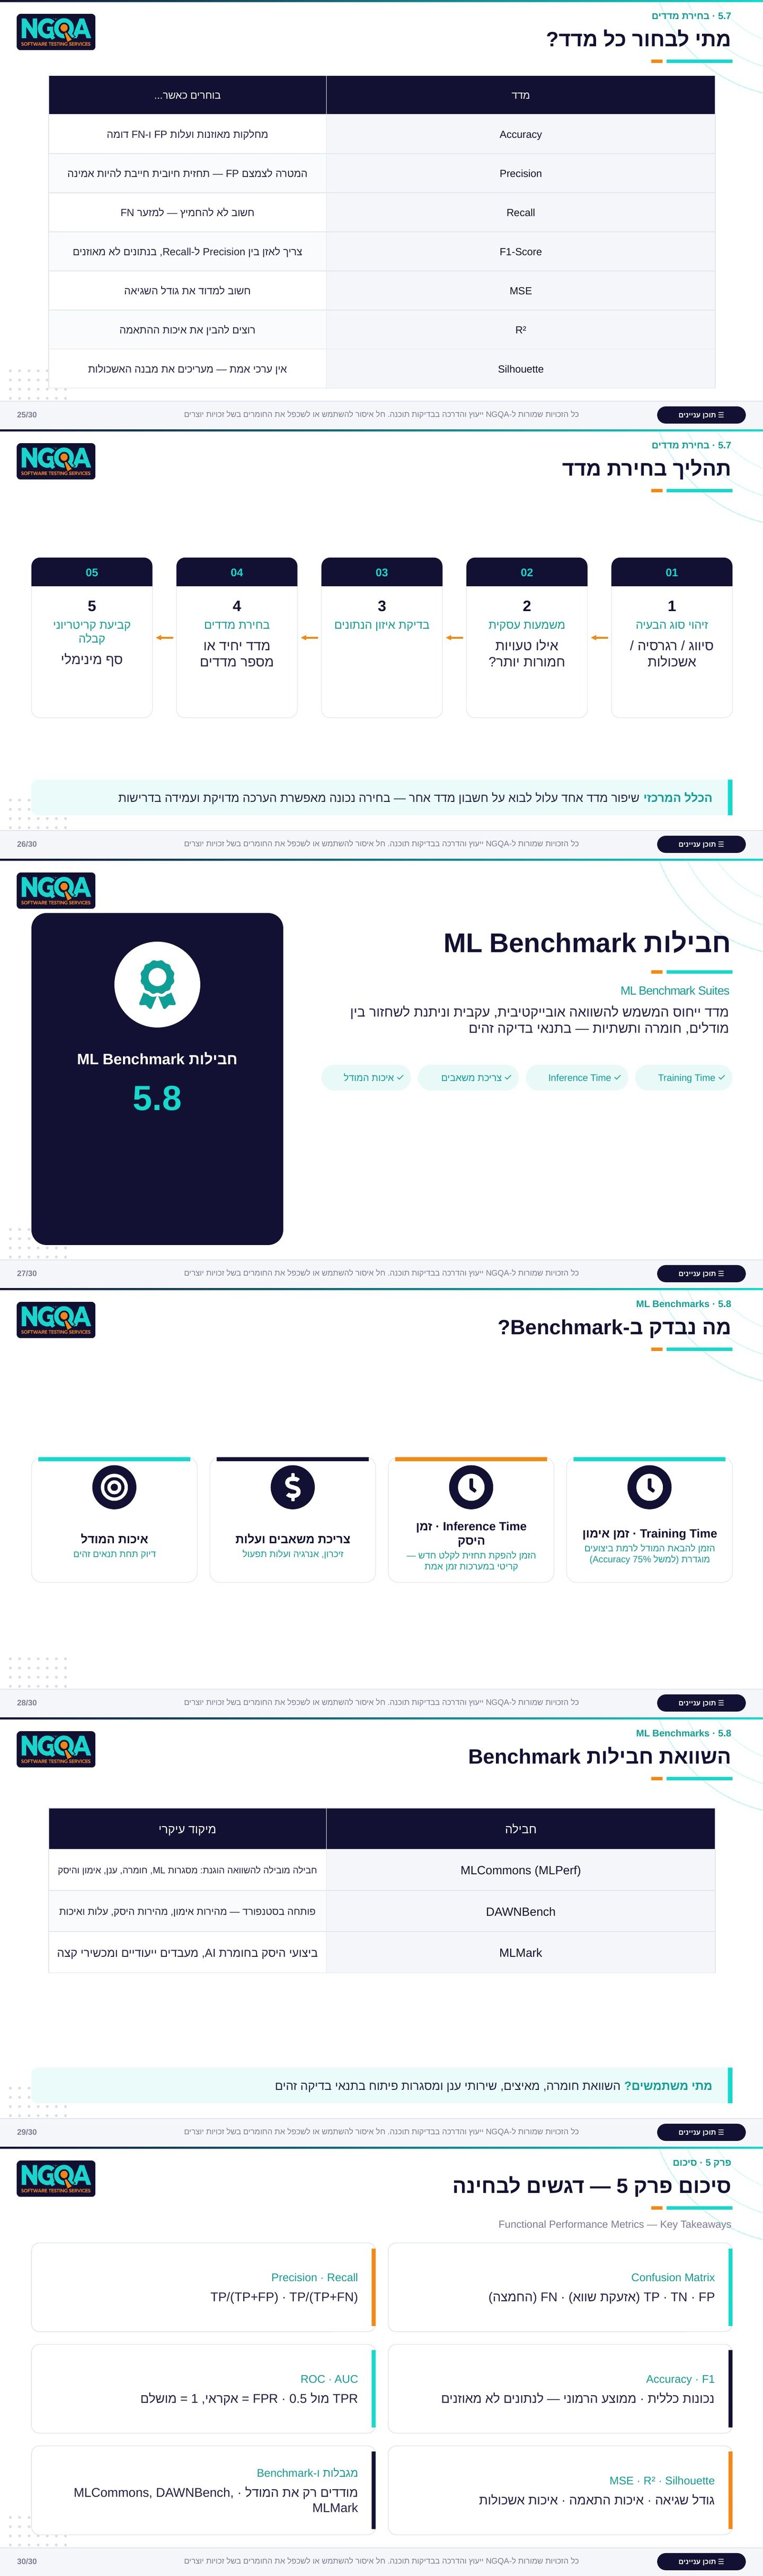 5.7 · בחירת מדדים
NGQA
SOFTWARE TESTING SERVICES
מתי לבחור כל מדד?
מדד
בוחרים כאשר...
Accuracy
מחלקות מאוזנות ועלות FP ו-FN דומה
Precision
המטרה לצמצם FP — תחזית חיובית חייבת להיות אמינה
Recall
חשוב לא להחמיץ — למזער FN
F1-Score
צריך לאזן בין Precision ל-Recall, בנתונים לא מאוזנים
MSE
חשוב למדוד את גודל השגיאה
R²
רוצים להבין את איכות ההתאמה
Silhouette
אין ערכי אמת — מעריכים את מבנה האשכולות
☰ תוכן עניינים
כל הזכויות שמורות ל-NGQA ייעוץ והדרכה בבדיקות תוכנה. חל איסור להשתמש או לשכפל את החומרים בשל זכויות יוצרים
25/30
5.7 · בחירת מדדים
NGQA
SOFTWARE TESTING SERVICES
תהליך בחירת מדד
01
1
זיהוי סוג הבעיה
סיווג / רגרסיה /
אשכולות
02
2
משמעות עסקית
אילו טעויות
חמורות יותר?
03
3
בדיקת איזון הנתונים
04
4
בחירת מדדים
מדד יחיד או
מספר מדדים
05
5
קביעת קריטריוני
קבלה
סף מינימלי
הכלל המרכזי שיפור מדד אחד עלול לבוא על חשבון מדד אחר — בחירה נכונה מאפשרת הערכה מדויקת ועמידה בדרישות
☰ תוכן עניינים
כל הזכויות שמורות ל-NGQA ייעוץ והדרכה בבדיקות תוכנה. חל איסור להשתמש או לשכפל את החומרים בשל זכויות יוצרים
26/30
NGQA
SOFTWARE TESTING SERVICES
חבילות ML Benchmark
ML Benchmark Suites
מדד ייחוס המשמש להשוואה אובייקטיבית, עקבית וניתנת לשחזור בין
מודלים, חומרה ותשתיות — בתנאי בדיקה זהים
✓ Training Time
✓ Inference Time
✓ צריכת משאבים
✓ איכות המודל
חבילות ML Benchmark
5.8
☰ תוכן עניינים
כל הזכויות שמורות ל-NGQA ייעוץ והדרכה בבדיקות תוכנה. חל איסור להשתמש או לשכפל את החומרים בשל זכויות יוצרים
27/30
5.8 · ML Benchmarks
NGQA
SOFTWARE TESTING SERVICES
מה נבדק ב-Benchmark?
Training Time · זמן אימון
הזמן להבאת המודל לרמת ביצועים
מוגדרת (למשל Accuracy 75%)
Inference Time · זמן
היסק
הזמן להפקת תחזית לקלט חדש —
קריטי במערכות זמן אמת
צריכת משאבים ועלות
זיכרון, אנרגיה ועלות תפעול
איכות המודל
דיוק תחת תנאים זהים
☰ תוכן עניינים
כל הזכויות שמורות ל-NGQA ייעוץ והדרכה בבדיקות תוכנה. חל איסור להשתמש או לשכפל את החומרים בשל זכויות יוצרים
28/30
5.8 · ML Benchmarks
NGQA
SOFTWARE TESTING SERVICES
השוואת חבילות Benchmark
חבילה
מיקוד עיקרי
MLCommons (MLPerf)
חבילה מובילה להשוואה הוגנת: מסגרות ML, חומרה, ענן, אימון והיסק
DAWNBench
פותחה בסטנפורד — מהירות אימון, מהירות היסק, עלות ואיכות
MLMark
ביצועי היסק בחומרת AI, מעבדים ייעודיים ומכשירי קצה
מתי משתמשים? השוואת חומרה, מאיצים, שירותי ענן ומסגרות פיתוח בתנאי בדיקה זהים
☰ תוכן עניינים
כל הזכויות שמורות ל-NGQA ייעוץ והדרכה בבדיקות תוכנה. חל איסור להשתמש או לשכפל את החומרים בשל זכויות יוצרים
29/30
פרק 5 · סיכום
NGQA
SOFTWARE TESTING SERVICES
סיכום פרק 5 — דגשים לבחינה
Functional Performance Metrics — Key Takeaways
Confusion Matrix
TP · TN · FP (אזעקת שווא) · FN (החמצה)
Precision · Recall
TP/(TP+FP) · TP/(TP+FN)
Accuracy · F1
נכונות כללית · ממוצע הרמוני — לנתונים לא מאוזנים
ROC · AUC
TPR מול FPR · 0.5 = אקראי, 1 = מושלם
MSE · R² · Silhouette
גודל שגיאה · איכות התאמה · איכות אשכולות
מגבלות ו-Benchmark
מודדים רק את המודל · MLCommons, DAWNBench,
MLMark
☰ תוכן עניינים
כל הזכויות שמורות ל-NGQA ייעוץ והדרכה בבדיקות תוכנה. חל איסור להשתמש או לשכפל את החומרים בשל זכויות יוצרים
30/30